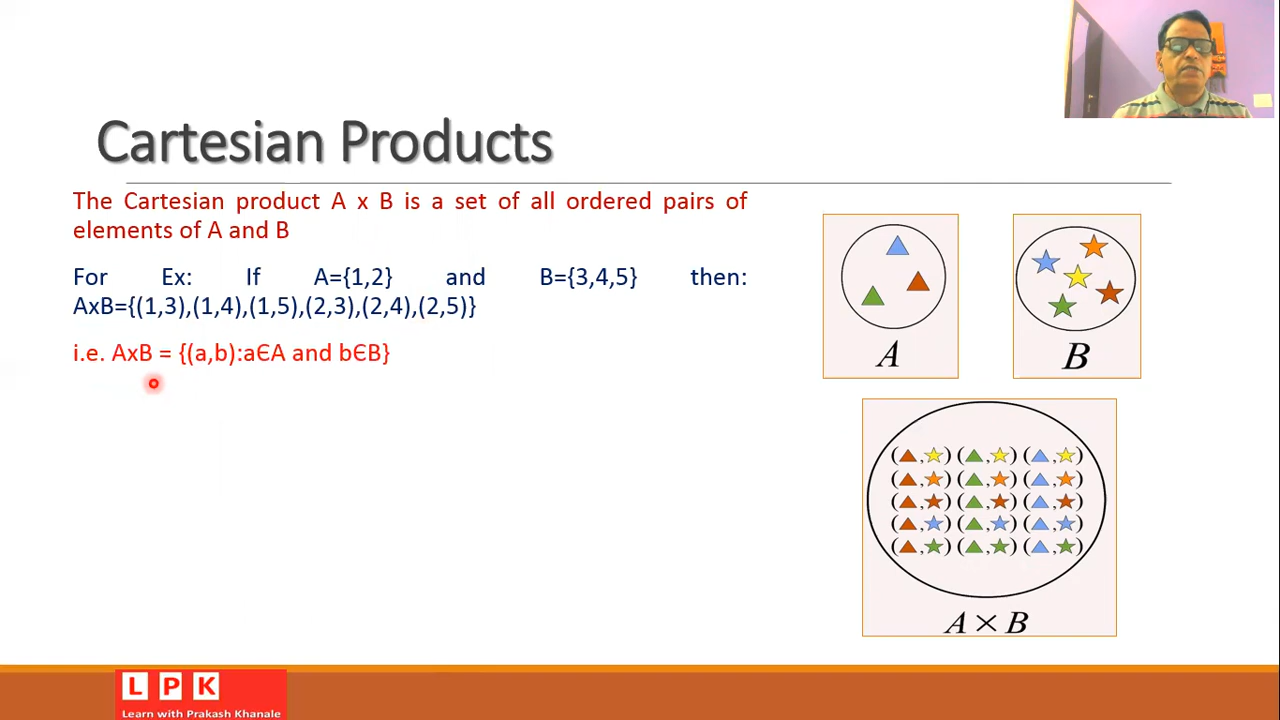 Cartesian Products
The Cartesian product A x B is a set of all ordered pairs of
elements of A and B
For Ex: If A={1,2} and B={3,4,5} then:
AxB={(1,3),(1,4),(1,5),(2,3),(2,4),(2,5)}
i.e. AxB = {(a,b):aЄA and bЄB}
A
B
A × B
L P K
Learn with Prakash Khanale